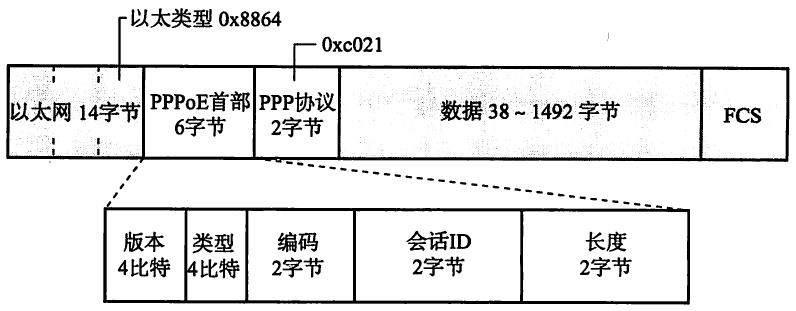 以太类型 0x8864
0xc021
以太网 14字节
PPPoE首部
6字节
PPP协议
2字节
数据 38 ~ 1492 字节
FCS
版本
4比特
类型
4比特
编码
2字节
会话ID
2字节
长度
2字节